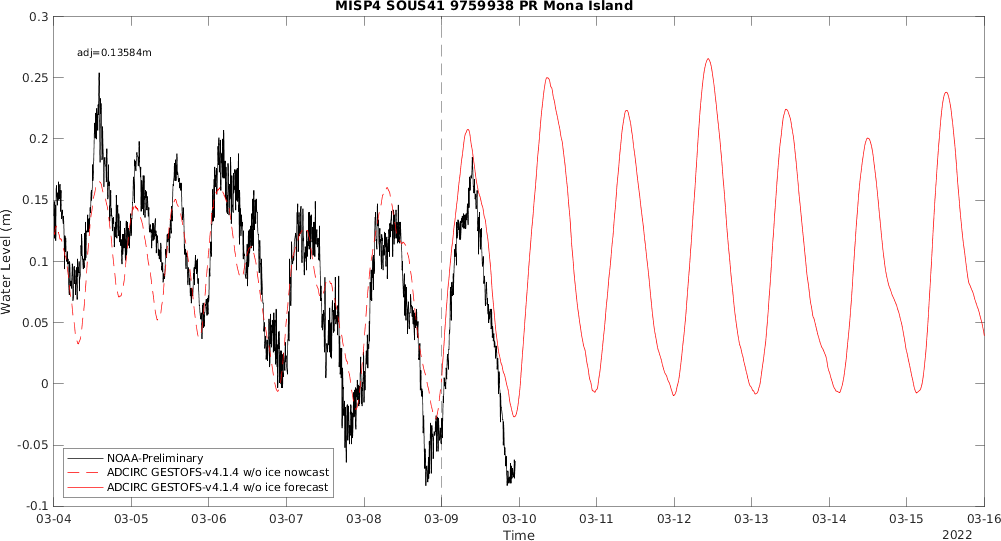 MISP4 SOUS41 9759938 PR Mona Island
adj=0.13584m
0.3
0.25
0.2
0.15
0.1
0.05
0
-0.05
-0.1
Water Level (m)
NOAA-Preliminary
ADCIRC GESTOFS-v4.1.4 w/o ice nowcast
ADCIRC GESTOFS-v4.1.4 w/o ice forecast
03-04 03-05 03-06 03-07 03-08 03-09 03-10 03-11 03-12 03-13 03-14 03-15 03-16
Time
2022